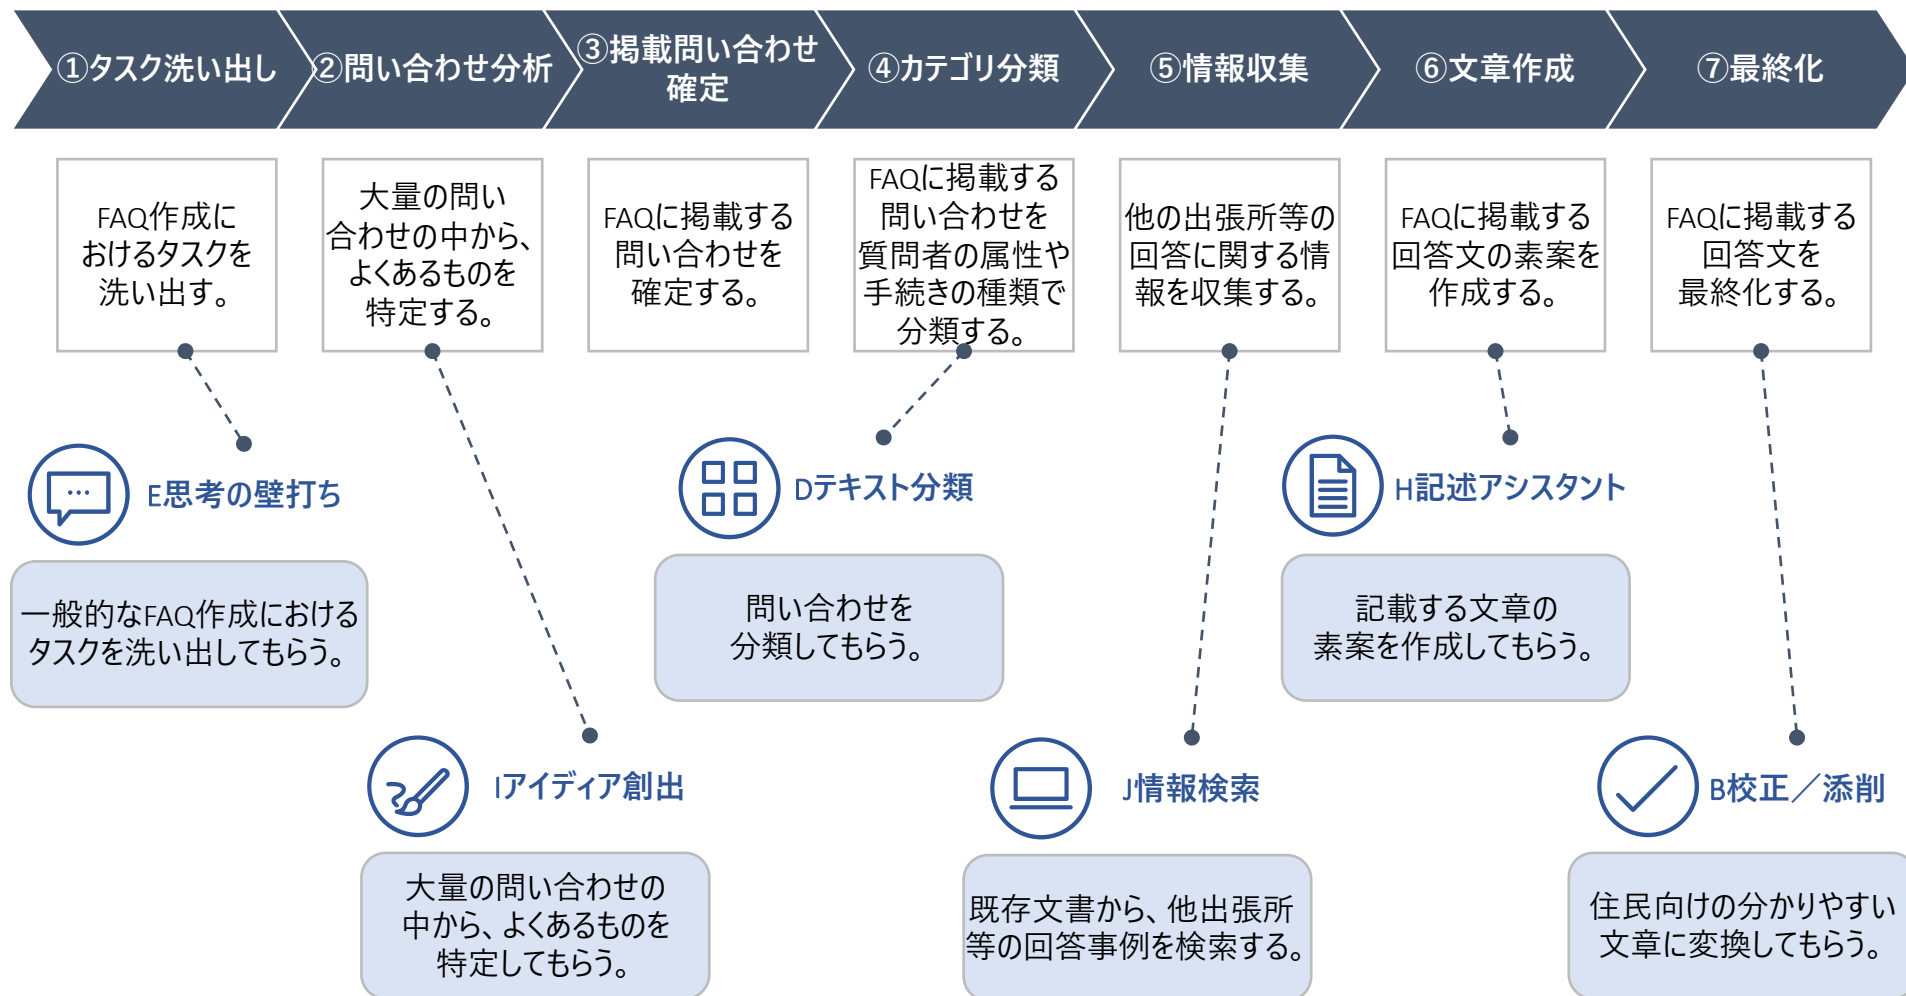 ①タスク洗い出し
②問い合わせ分析
③掲載問い合わせ
確定
④カテゴリ分類
⑤情報収集
⑥文章作成
⑦最終化
FAQ作成に
おけるタスクを
洗い出す。
大量の問い
合わせの中から、
よくあるものを
特定する。
FAQに掲載する
問い合わせを
確定する。
FAQに掲載する
問い合わせを
質問者の属性や
手続きの種類で
分類する。
他の出張所等の
回答に関する情
報を収集する。
FAQに掲載する
回答文の素案を
作成する。
FAQに掲載する
回答文を
最終化する。
E思考の壁打ち
一般的なFAQ作成における
タスクを洗い出してもらう。
Iアイディア創出
大量の問い合わせの
中から、よくあるものを
特定してもらう。
Dテキスト分類
問い合わせを
分類してもらう。
J情報検索
既存文書から、他出張所
等の回答事例を検索する。
H記述アシスタント
記載する文章の
素案を作成してもらう。
B校正／添削
住民向けの分かりやすい
文章に変換してもらう。